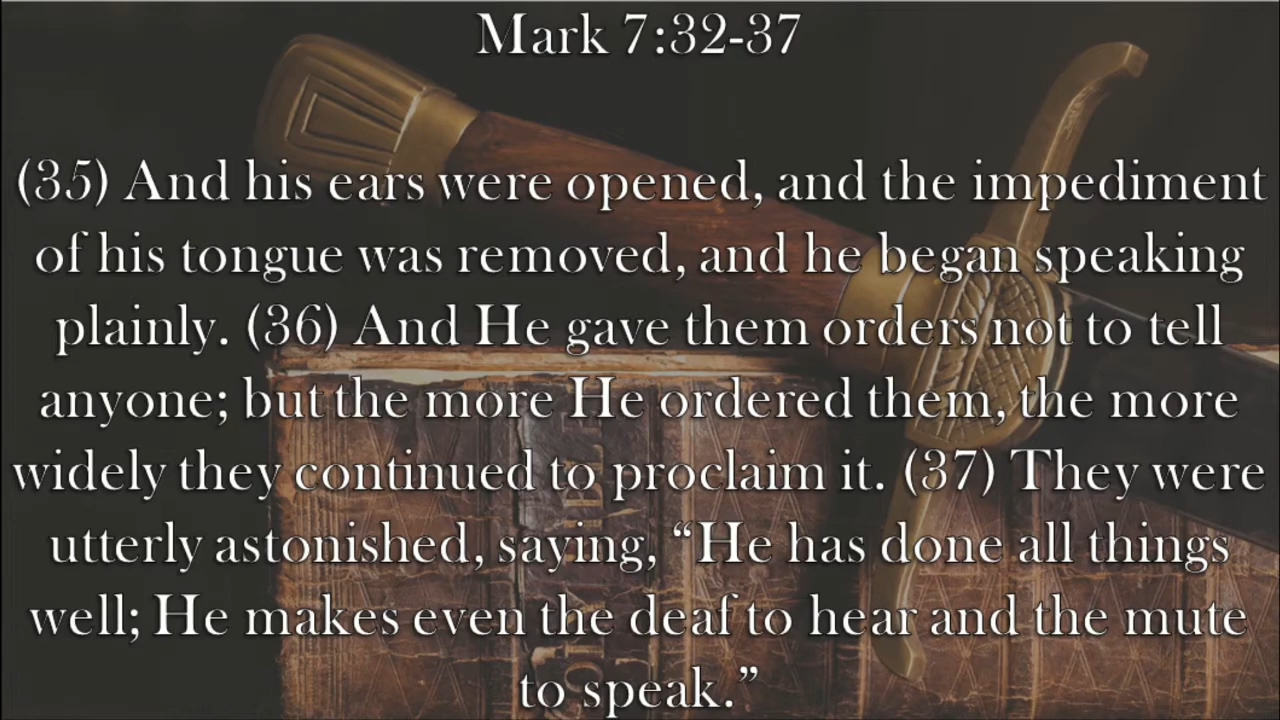 Mark 7:32-37
(35) And his ears were opened, and the impediment
of his tongue was removed, and he began speaking
plainly. (36) And He gave them orders not to tell
anyone; but the more He ordered them, the more
widely they continued to proclaim it. (37) They were
utterly astonished, saying, “He has done all things
well; He makes even the deaf to hear and the mute
to speak.”